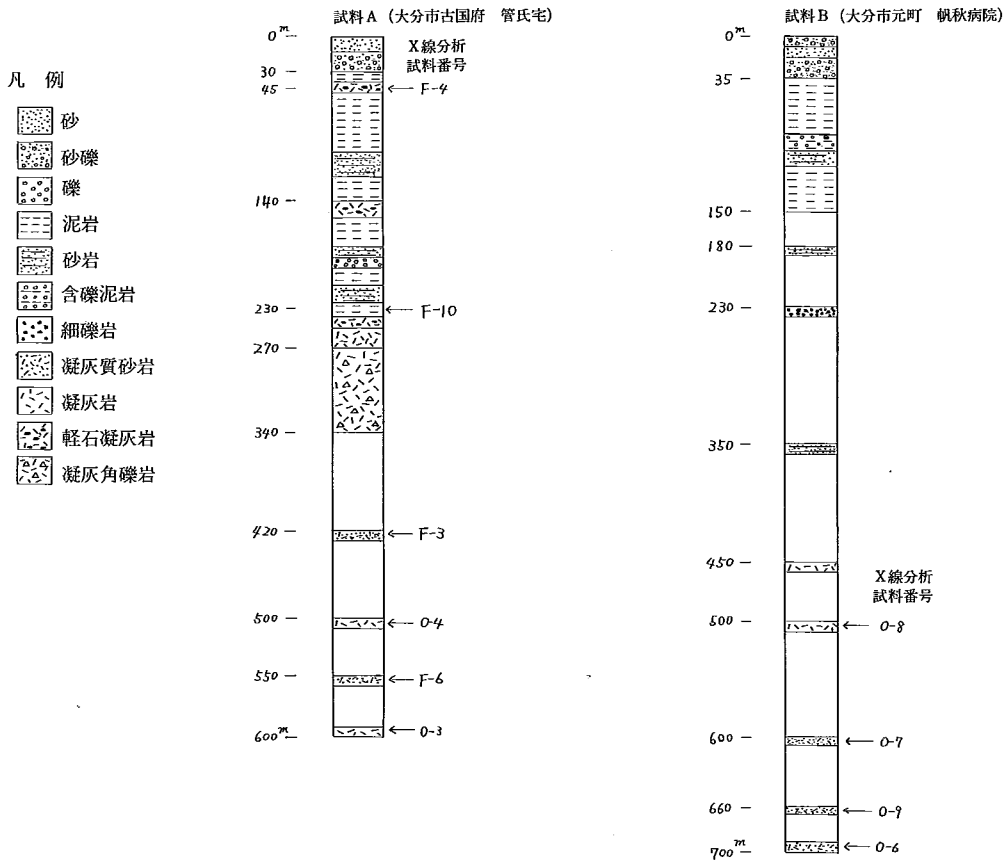 試料A(大分市古国府 管氏宅)
X線分析
試料番号
0m
30
45
140
230
270
340
420
500
550
600m
F-4
F-10
F-3
O-4
F-6
O-3
凡 例
砂
砂礫
礫
泥岩
砂岩
含礫泥岩
細礫岩
凝灰質砂岩
凝灰岩
軽石凝灰岩
凝灰角礫岩
試料B(大分市元町 帆秋病院)
0m
35
150
180
230
350
450
500
600
660
700m
X線分析
試料番号
O-8
O-7
O-9
O-6